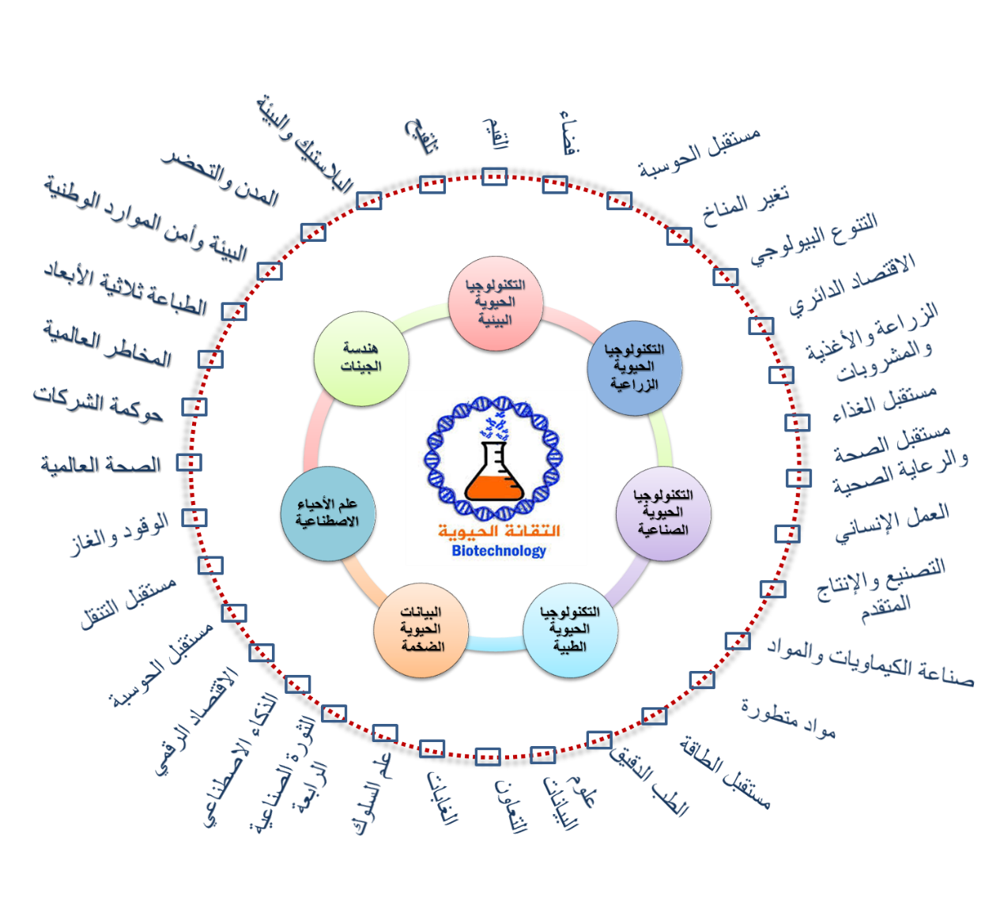 القيم
فضاء
مستقبل الحوسبة
تغير المناخ
التنوع البيولوجي
الاقتصاد الدائري
الزراعة والأغذية
والمشروبات
مستقبل الغذاء
مستقبل الصحة
والرعاية الصحية
العمل الإنساني
التصنيع والإنتاج
المتقدم
صناعة الكيماويات والمواد
مواد متطورة
مستقبل الطاقة
الطب الدقيق
علوم
البيانات
التعاون
الغابات
علم السلوك
الثورة الصناعية
الرابعة
الذكاء الاصطناعي
الاقتصاد الرقمي
مستقبل الحوسبة
مستقبل التنقل
الوقود والغاز
الصحة العالمية
حوكمة الشركات
المخاطر العالمية
الطباعة ثلاثية الأبعاد
البيئة وأمن الموارد الوطنية
المدن والتحضر
البلاستيك والبيئة
تلقيح
التكنولوجيا
الحيوية
البيئية
التكنولوجيا
الحيوية
الزراعية
التكنولوجيا
الحيوية
الصناعية
التكنولوجيا
الحيوية
الطبية
البيانات
الحيوية
الضخمة
علم الأحياء
الاصطناعية
هندسة
الجينات
التقانة الحيوية
Biotechnology